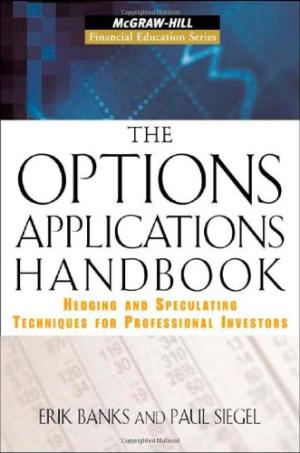 McGRAW-HILL
Financial Education Series
THE
OPTIONS
APPLICATIONS
HANDBOOK
HEDGING AND SPECULATING
TECHNIQUES FOR PROFESSIONAL INVESTORS
ERIK BANKS AND PAUL SIEGEL